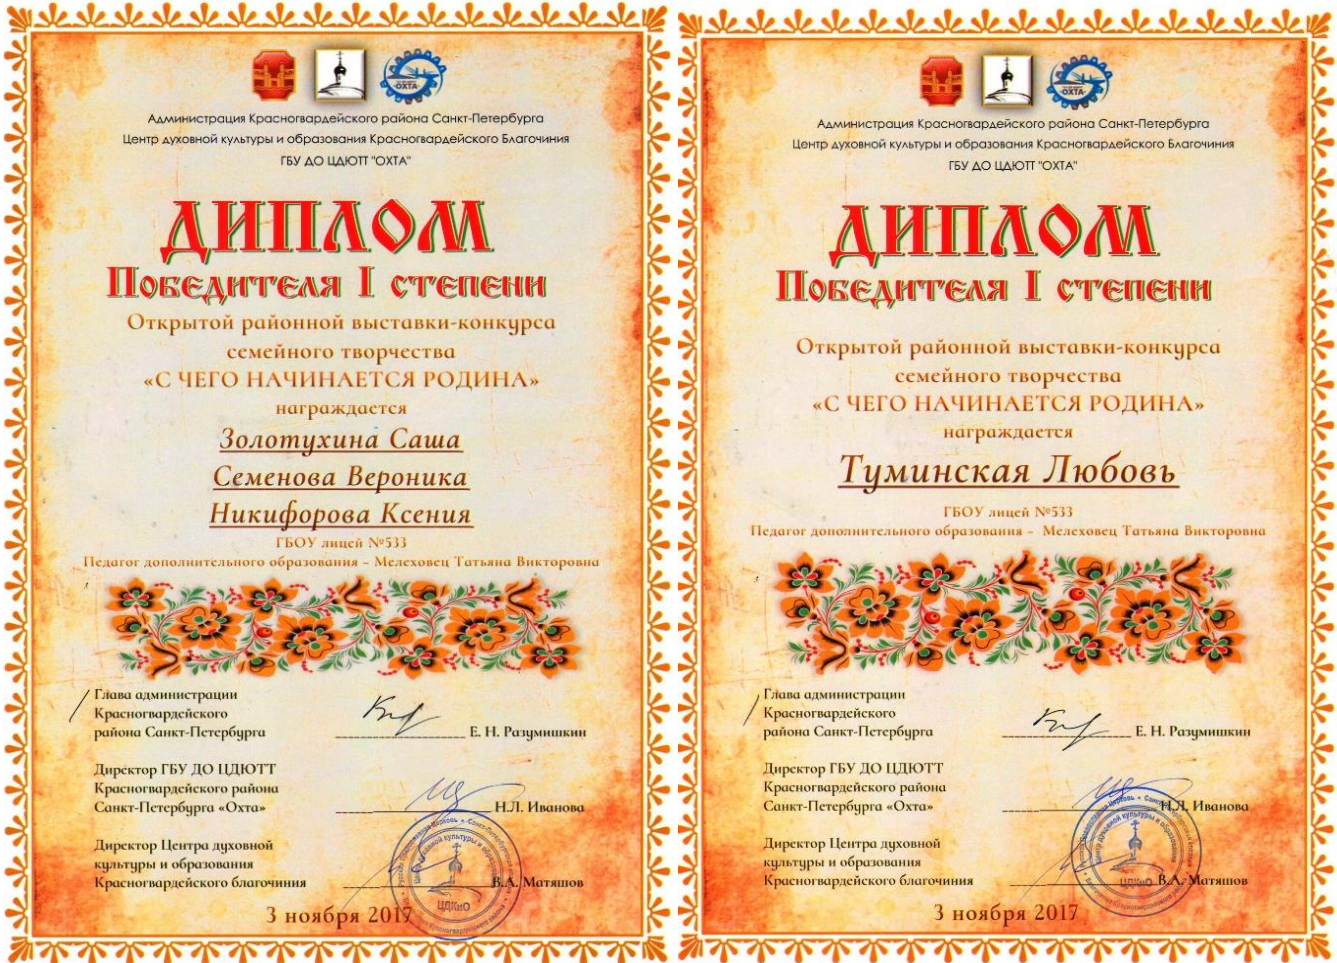 ОХТА
Администрация Красногвардейского района Санкт-Петербурга
Центр духовной культуры и образования Красногвардейского Благочиния
ГБУ ДО ЦДЮТТ "ОХТА"
ДИПЛОМ
Победителя I степени
Открытой районной выставки-конкурса
семейного творчества
«С ЧЕГО НАЧИНАЕТСЯ РОДИНА»
награждается
Золотухина Саша
Семенова Вероника
Никифорова Ксения
ГБОУ лицей №533
Педагог дополнительного образования – Мелеховец Татьяна Викторовна
Глава администрации
Красногвардейского
района Санкт-Петербурга Е. Н. Разумишкин
Директор ГБУ ДО ЦДЮТТ
Красногвардейского района
Санкт-Петербурга «Охта» Н.Л. Иванова
Директор Центра духовной
культуры и образования
Красногвардейского благочиния В.А. Матяшов
ЦДКиО
3 ноября 2017
ОХТА
Администрация Красногвардейского района Санкт-Петербурга
Центр духовной культуры и образования Красногвардейского Благочиния
ГБУ ДО ЦДЮТТ "ОХТА"
ДИПЛОМ
Победителя I степени
Открытой районной выставки-конкурса
семейного творчества
«С ЧЕГО НАЧИНАЕТСЯ РОДИНА»
награждается
Туминская Любовь
ГБОУ лицей №533
Педагог дополнительного образования – Мелеховец Татьяна Викторовна
Глава администрации
Красногвардейского
района Санкт-Петербурга Е. Н. Разумишкин
Директор ГБУ ДО ЦДЮТТ
Красногвардейского района
Санкт-Петербурга «Охта» Н.Л. Иванова
Директор Центра духовной
культуры и образования
Красногвардейского благочиния В.А. Матяшов
ЦДКиО
3 ноября 2017